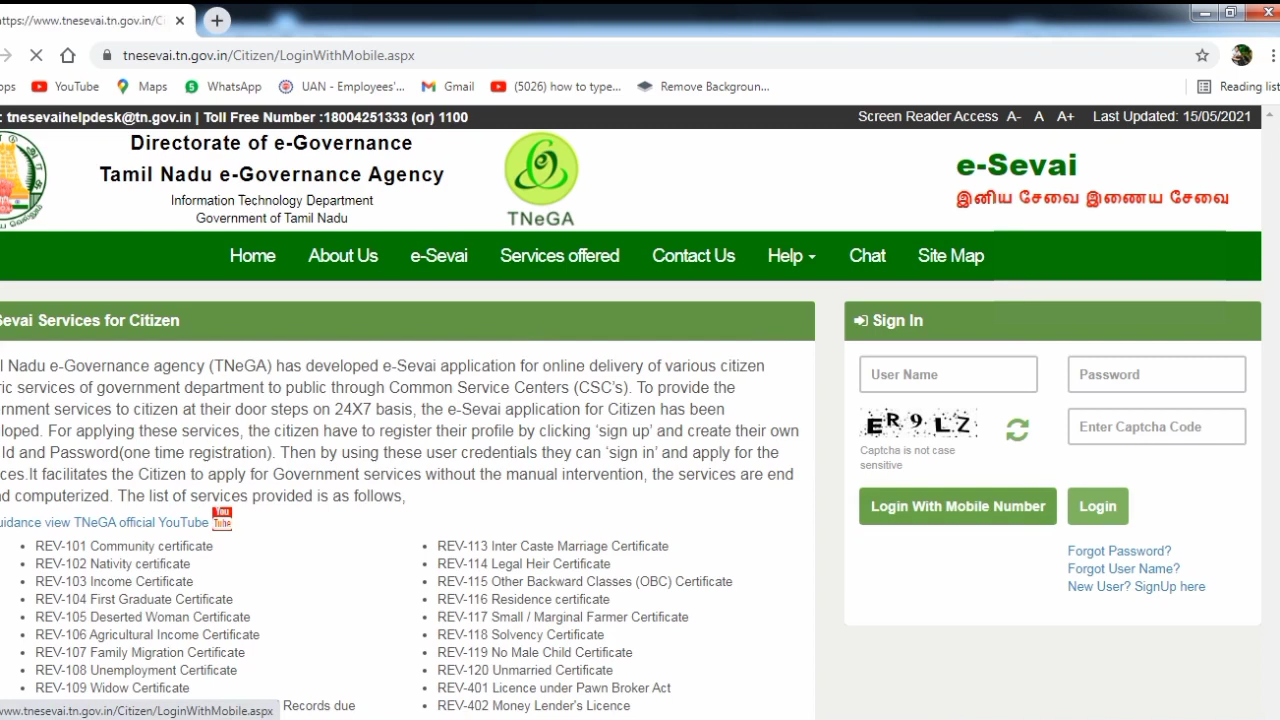 https://www.tnesevai.tn.gov.in/Ci
tnesevai.tn.gov.in/Citizen/LoginWithMobile.aspx
YouTube Maps WhatsApp UAN - Employees'... Gmail (5026) how to type... Remove Backgroun... Reading list
: tnesevaihelpdesk@tn.gov.in | Toll Free Number :18004251333 (or) 1100 Screen Reader Access A- A A+ Last Updated: 15/05/2021
Directorate of e-Governance
Tamil Nadu e-Governance Agency
Information Technology Department
Government of Tamil Nadu
TNeGA
e-Sevai
இனிய சேவை இணைய சேவை
Home About Us e-Sevai Services offered Contact Us Help Chat Site Map
Sevai Services for Citizen
l Nadu e-Governance agency (TNeGA) has developed e-Sevai application for online delivery of various citizen
ric services of government department to public through Common Service Centers (CSC's). To provide the
rnment services to citizen at their door steps on 24X7 basis, the e-Sevai application for Citizen has been
loped. For applying these services, the citizen have to register their profile by clicking 'sign up' and create their own
Id and Password(one time registration). Then by using these user credentials they can 'sign in' and apply for the
ces.It facilitates the Citizen to apply for Government services without the manual intervention, the services are end
d computerized. The list of services provided is as follows,
uidance view TNeGA official YouTube You Tube
REV-101 Community certificate
REV-102 Nativity certificate
REV-103 Income Certificate
REV-104 First Graduate Certificate
REV-105 Deserted Woman Certificate
REV-106 Agricultural Income Certificate
REV-107 Family Migration Certificate
REV-108 Unemployment Certificate
REV-109 Widow Certificate
Records due
REV-113 Inter Caste Marriage Certificate
REV-114 Legal Heir Certificate
REV-115 Other Backward Classes (OBC) Certificate
REV-116 Residence certificate
REV-117 Small / Marginal Farmer Certificate
REV-118 Solvency Certificate
REV-119 No Male Child Certificate
REV-120 Unmarried Certificate
REV-401 Licence under Pawn Broker Act
REV-402 Money Lender's Licence
Sign In
User Name Password
ER9LZ Enter Captcha Code
Captcha is not case
sensitive
Login With Mobile Number Login
Forgot Password?
Forgot User Name?
New User? SignUp here
www.tnesevai.tn.gov.in/Citizen/LoginWithMobile.aspx